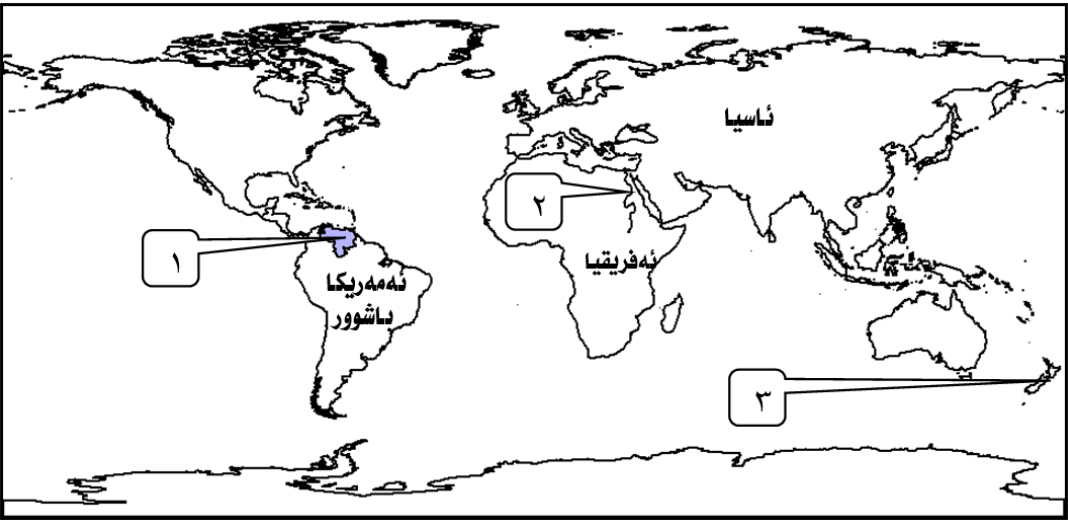 ئاسیا
٢
ئەفریقیا
١
ئەمەریکا
باشوور
٣